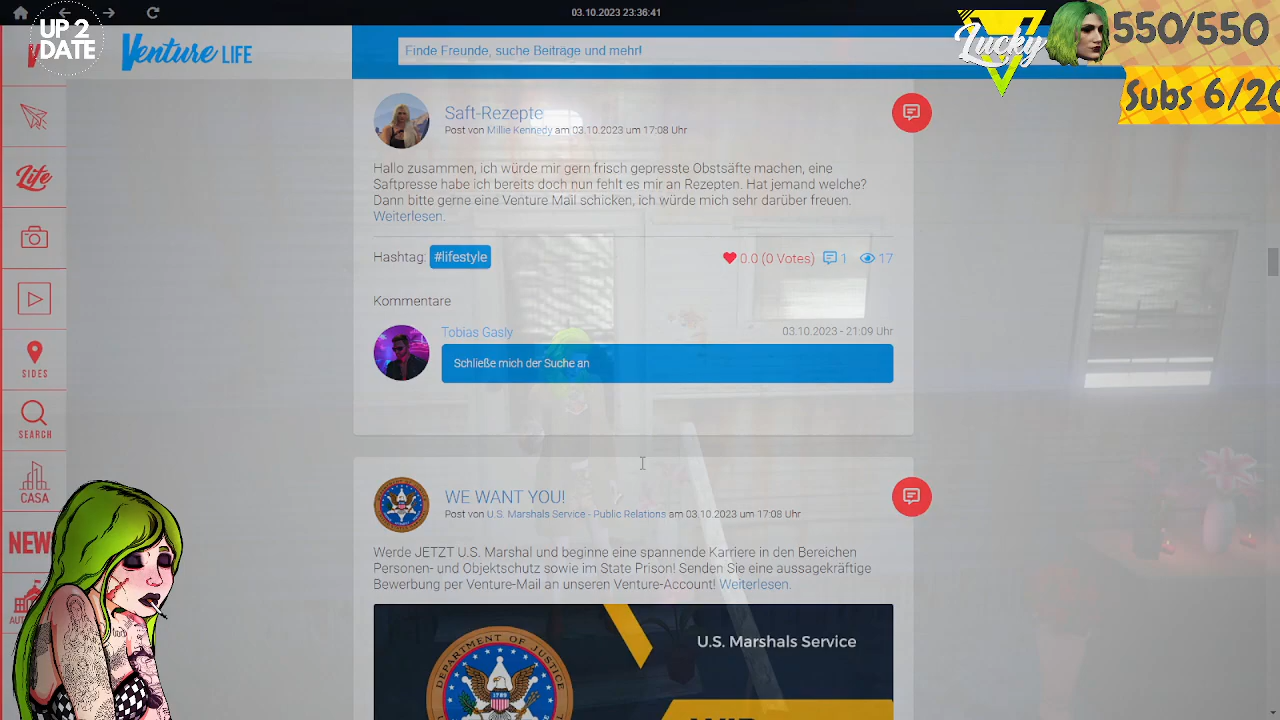 03.10.2023 23:36:41
UP 2
DATE
Venture LIFE
Finde Freunde, suche Beiträge und mehr!
Lucky
550/550
Subs 6/20
Life
SIDES
SEARCH
CASA
NEW
Saft-Rezepte
Post von Millie Kennedy am 03.10.2023 um 17:08 Uhr
Hallo zusammen, ich würde mir gern frisch gepresste Obstsäfte machen, eine
Saftpresse habe ich bereits doch nun fehlt es mir an Rezepten. Hat jemand welche?
Dann bitte gerne eine Venture Mail schicken, ich würde mich sehr darüber freuen.
Weiterlesen.
Hashtag: #lifestyle
0.0 (0 Votes) 1 17
Kommentare
Tobias Gasly
03.10.2023 - 21:09 Uhr
Schließe mich der Suche an
WE WANT YOU!
Post von U.S. Marshals Service - Public Relations am 03.10.2023 um 17:08 Uhr
Werde JETZT U.S. Marshal und beginne eine spannende Karriere in den Bereichen
Personen- und Objektschutz sowie im State Prison! Senden Sie eine aussagekräftige
Bewerbung per Venture-Mail an unseren Venture-Account! Weiterlesen.
DEPARTMENT OF JUSTICE
1789
U.S. Marshals Service